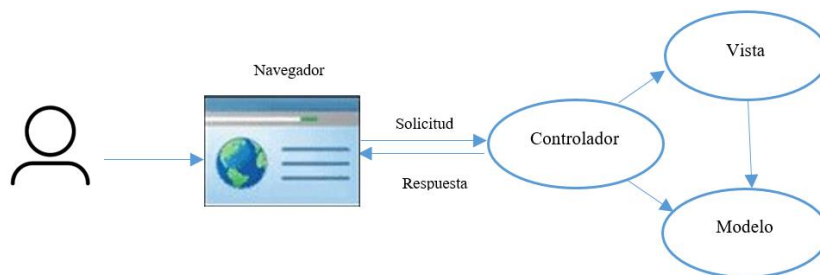 Navegador
Solicitud
Respuesta
Controlador
Vista
Modelo